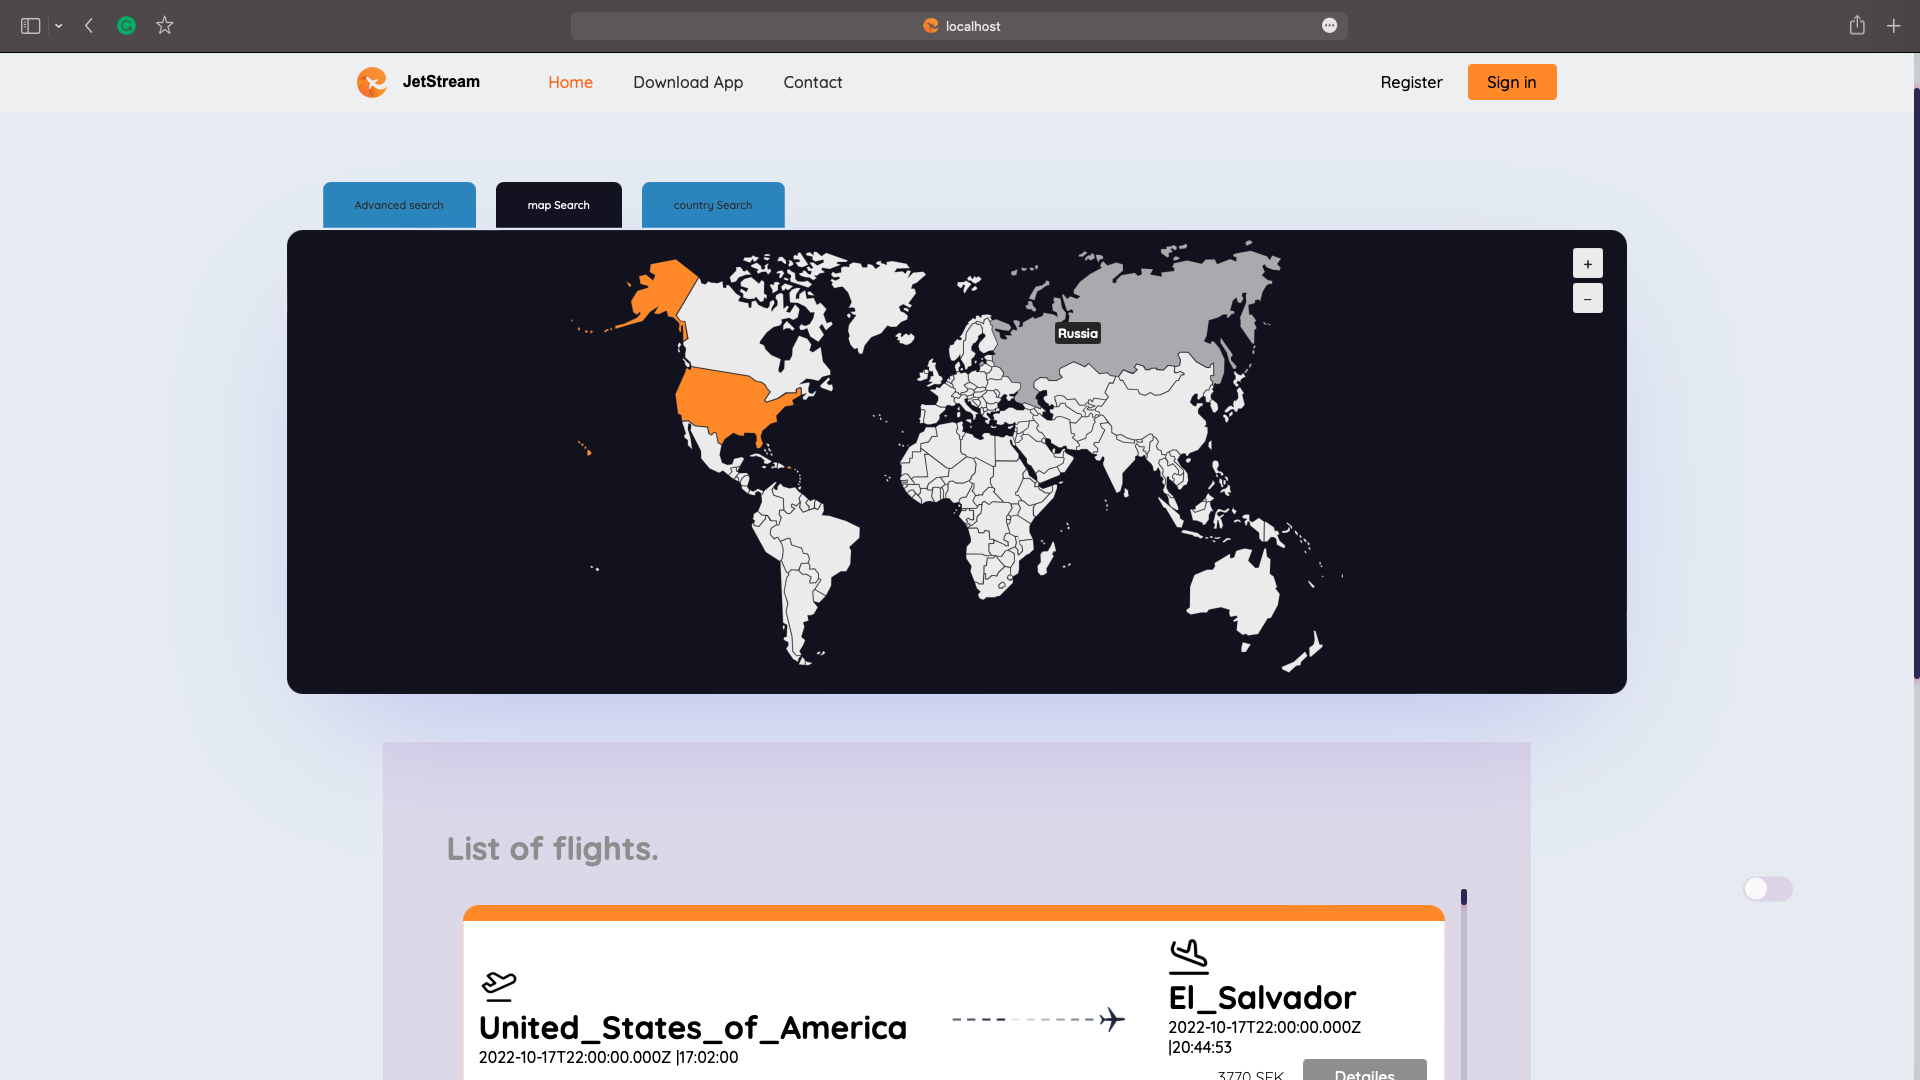 localhost
JetStream
Home
Download App
Contact
Register
Sign in
Advanced search
map Search
country Search
+
−
Russia
List of flights.
United_States_of_America
2022-10-17T22:00:00.000Z |17:02:00
El_Salvador
2022-10-17T22:00:00.000Z
|20:44:53
3770 SEK
Detailes